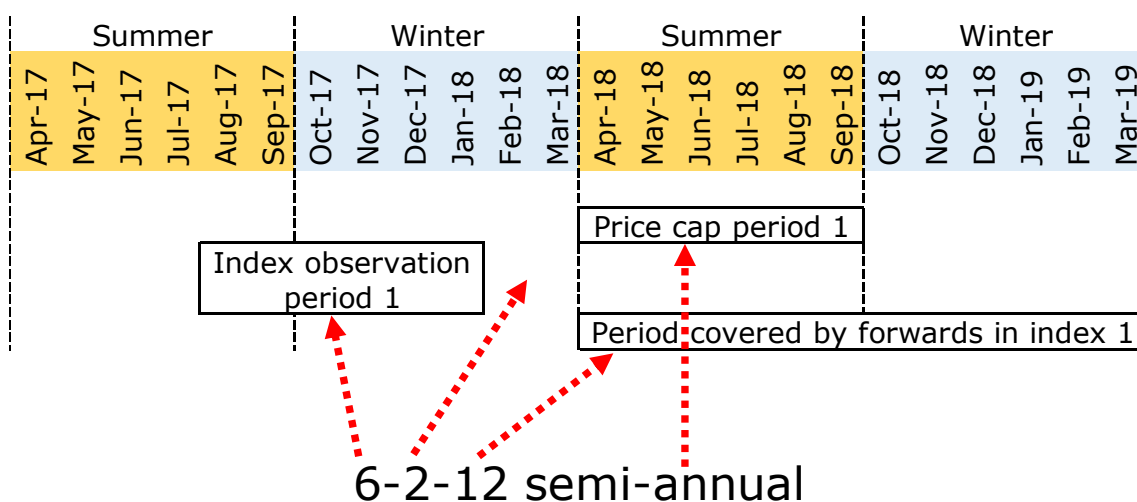 Summer Winter Summer Winter
Apr-17 May-17 Jun-17 Jul-17 Aug-17 Sep-17 Oct-17 Nov-17 Dec-17 Jan-18 Feb-18 Mar-18 Apr-18 May-18 Jun-18 Jul-18 Aug-18 Sep-18 Oct-18 Nov-18 Dec-18 Jan-19 Feb-19 Mar-19
Price cap period 1
Index observation
period 1
Period covered by forwards in index 1
6-2-12 semi-annual